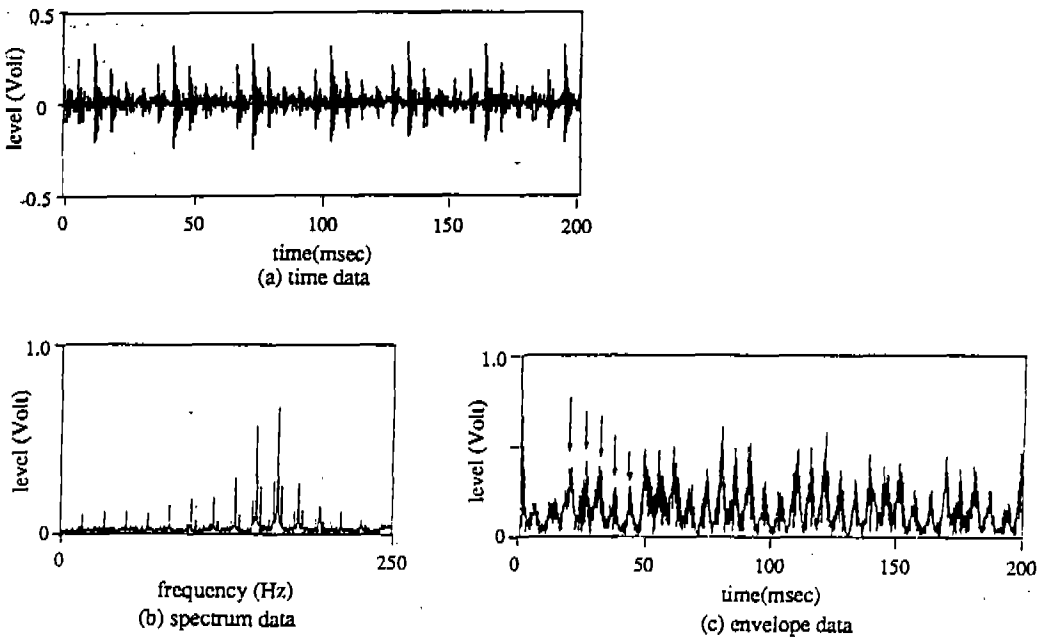 0.5
level (Volt)
0
-0.5
0 50 100 150 200
time(msec)
(a) time data
1.0
level (Volt)
0
0 250
frequency (Hz)
(b) spectrum data
1.0
level (Volt)
0
0 50 100 150 200
time(msec)
(c) envelope data